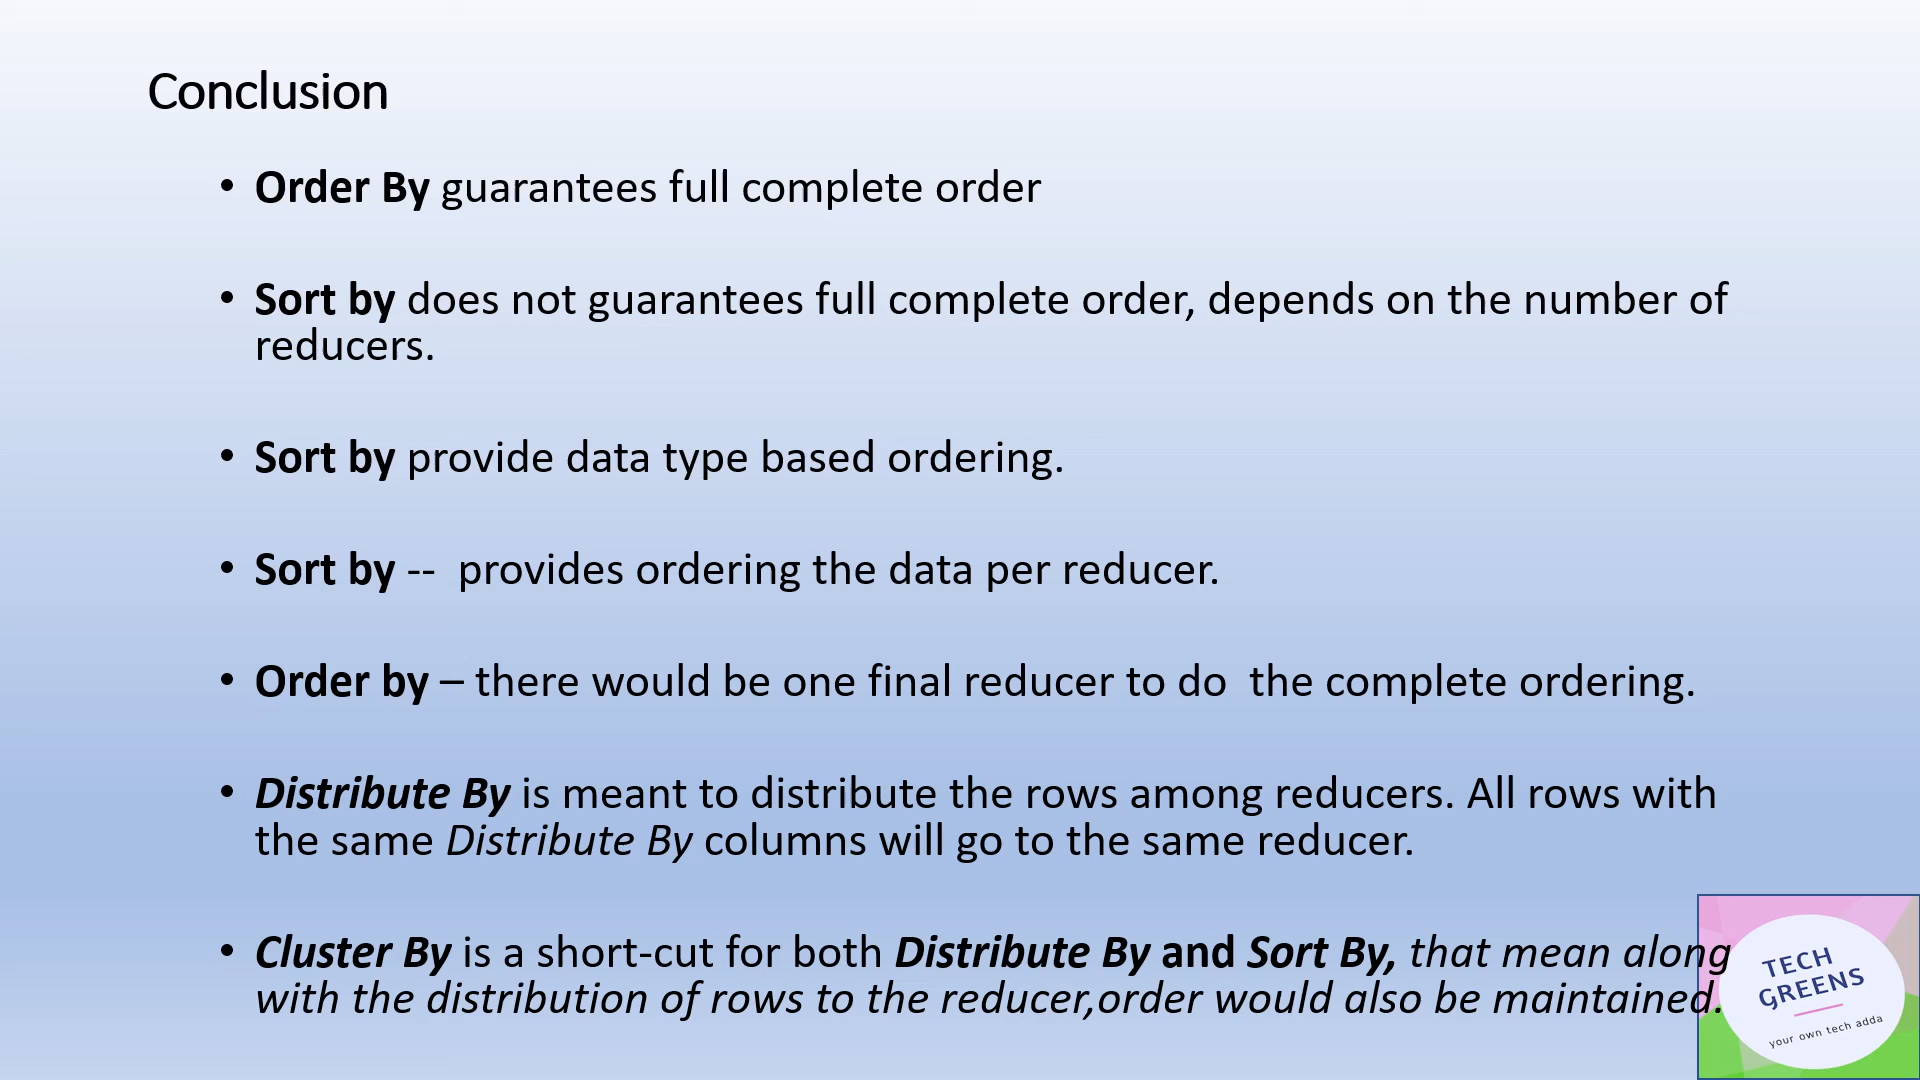 Conclusion
• Order By guarantees full complete order
• Sort by does not guarantees full complete order, depends on the number of
reducers.
• Sort by provide data type based ordering.
• Sort by --  provides ordering the data per reducer.
• Order by – there would be one final reducer to do  the complete ordering.
• Distribute By is meant to distribute the rows among reducers. All rows with
the same Distribute By columns will go to the same reducer.
• Cluster By is a short-cut for both Distribute By and Sort By, that mean along
with the distribution of rows to the reducer,order would also be maintained.
TECH
GREENS
your own tech adda